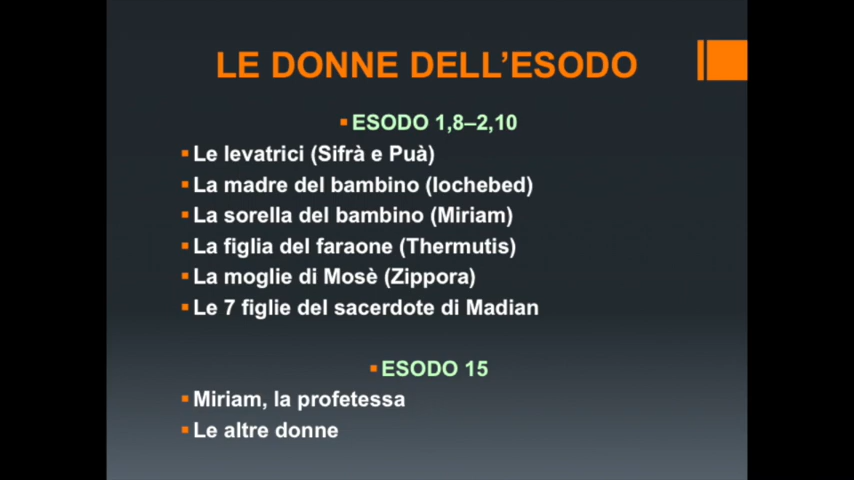 LE DONNE DELL'ESODO
ESODO 1,8–2,10
Le levatrici (Sifrà e Puà)
La madre del bambino (Iochebed)
La sorella del bambino (Miriam)
La figlia del faraone (Thermutis)
La moglie di Mosè (Zippora)
Le 7 figlie del sacerdote di Madian
ESODO 15
Miriam, la profetessa
Le altre donne